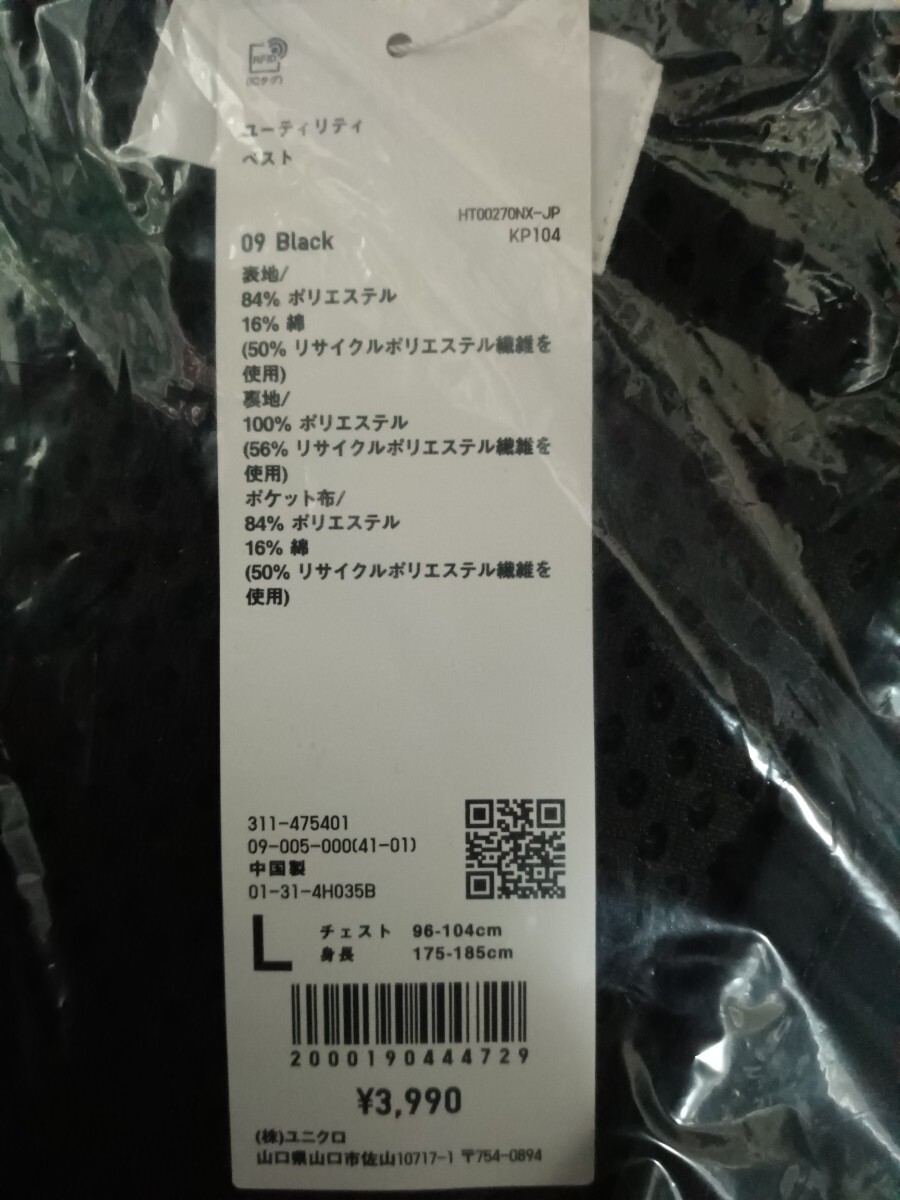 RFID
(ICタグ)
ユーティリティ
ベスト
HT00270NX-JP
KP104
09 Black
表地/
84% ポリエステル
16% 綿
(50% リサイクルポリエステル繊維を
使用)
裏地/
100% ポリエステル
(56% リサイクルポリエステル繊維を
使用)
ポケット布/
84% ポリエステル
16% 綿
(50% リサイクルポリエステル繊維を
使用)
311-475401
09-005-000(41-01)
中国製
01-31-4H035B
L
チェスト 96-104cm
身長 175-185cm
2000190444729
¥3,990
(株)ユニクロ
山口県山口市佐山10717-1 〒754-0894